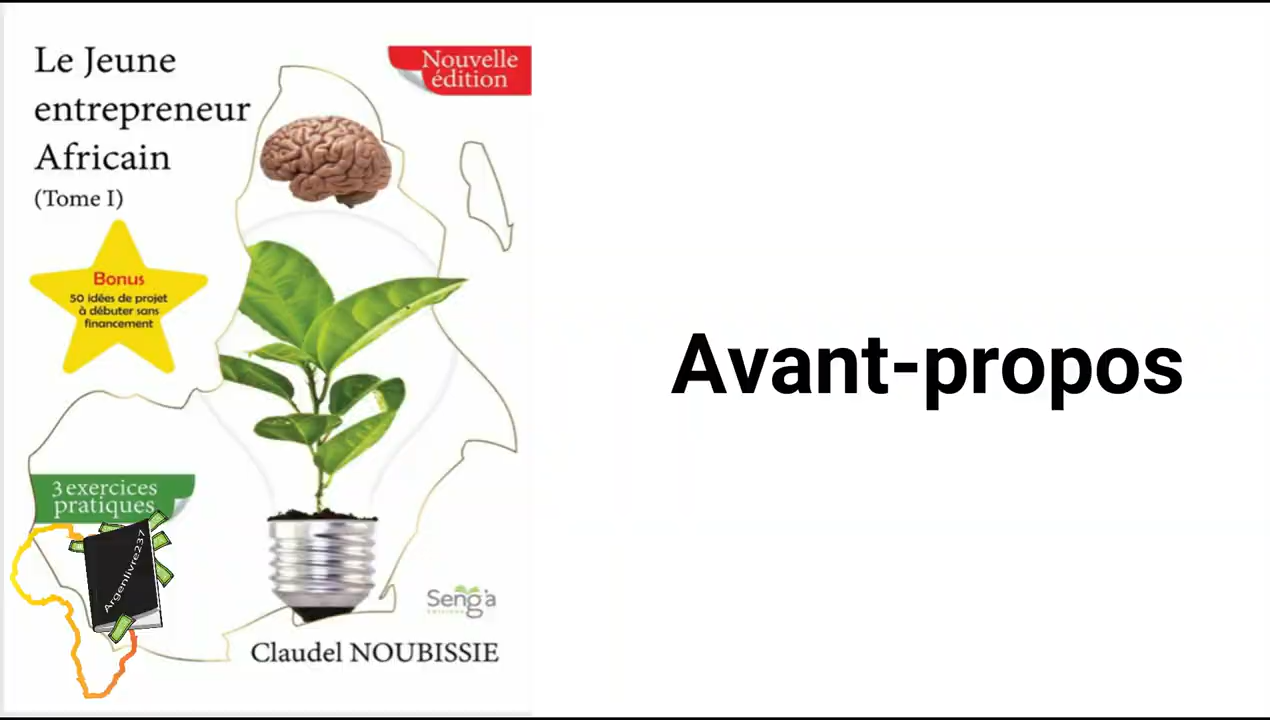 Le Jeune
entrepreneur
Africain
(Tome I)
Nouvelle
édition
Bonus
50 idées de projet
à débuter sans
financement
Avant-propos
3 exercices
pratiques
Argenlivre237
Seng'a
EDITIONS
Claudel NOUBISSIE